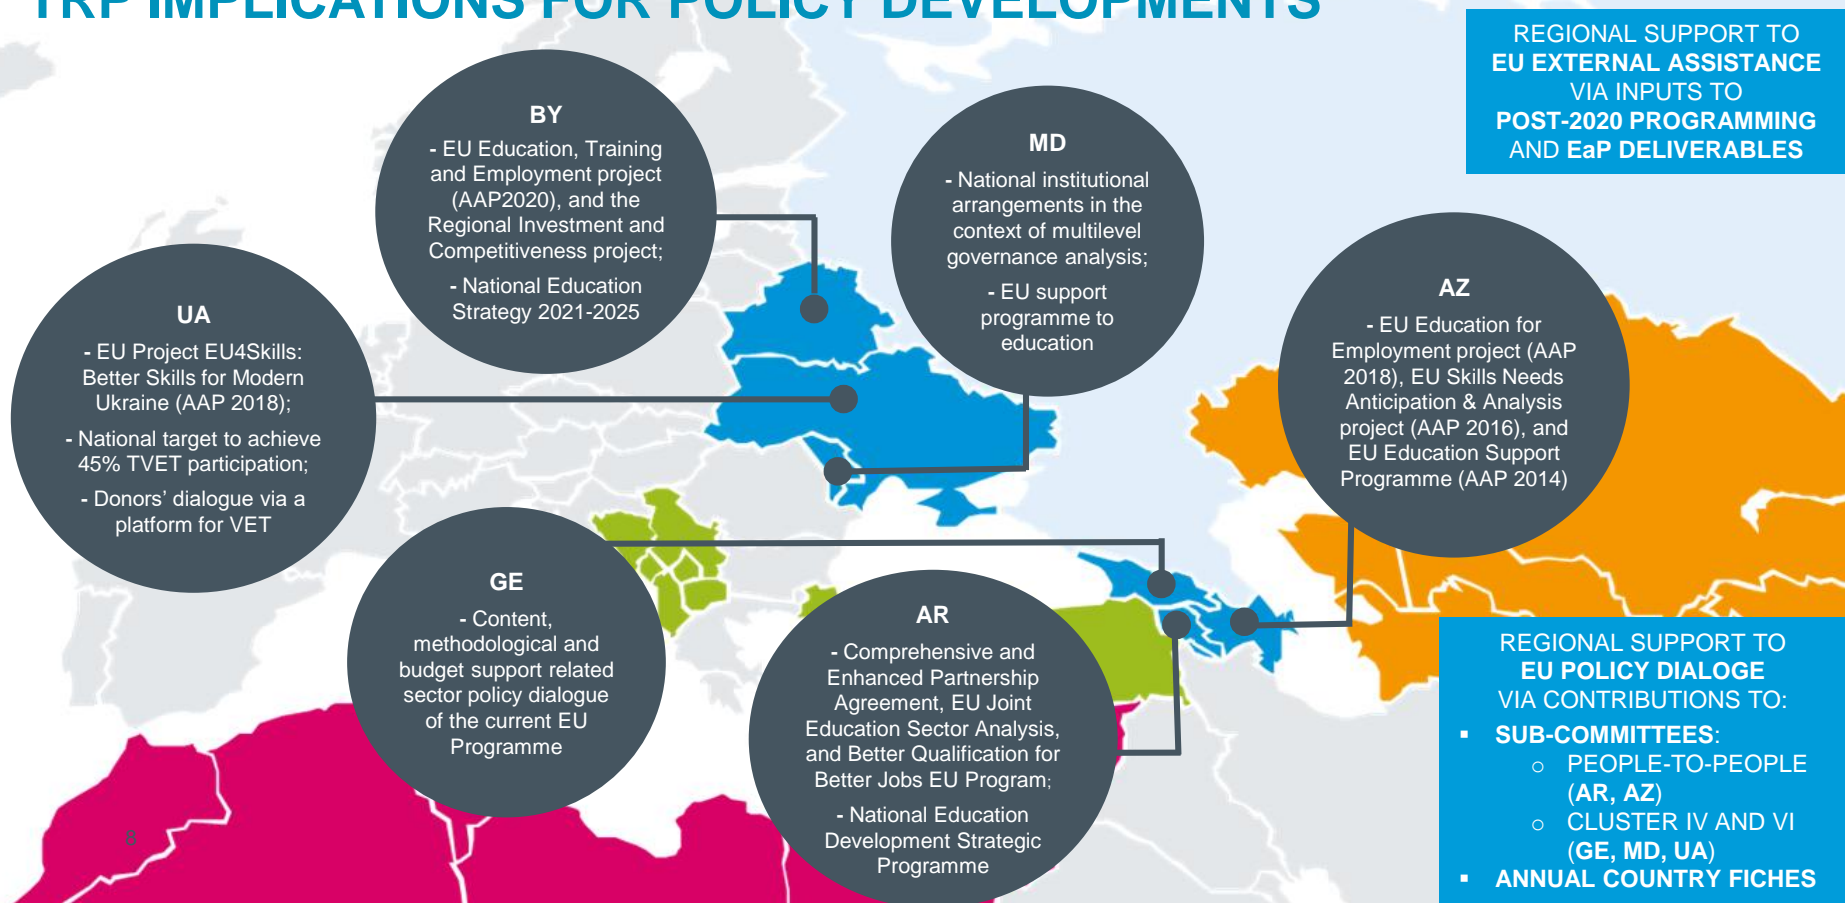 TRP IMPLICATIONS FOR POLICY DEVELOPMENTS
REGIONAL SUPPORT TO
EU EXTERNAL ASSISTANCE
VIA INPUTS TO
POST-2020 PROGRAMMING
AND EaP DELIVERABLES
BY
- EU Education, Training
and Employment project
(AAP2020), and the
Regional Investment and
Competitiveness project;
- National Education
Strategy 2021-2025
MD
- National institutional
arrangements in the
context of multilevel
governance analysis;
- EU support
programme to
education
UA
- EU Project EU4Skills:
Better Skills for Modern
Ukraine (AAP 2018);
- National target to achieve
45% TVET participation;
- Donors’ dialogue via a
platform for VET
AZ
- EU Education for
Employment project (AAP
2018), EU Skills Needs
Anticipation & Analysis
project (AAP 2016), and
EU Education Support
Programme (AAP 2014)
GE
- Content,
methodological and
budget support related
sector policy dialogue
of the current EU
Programme
AR
- Comprehensive and
Enhanced Partnership
Agreement, EU Joint
Education Sector Analysis,
and Better Qualification for
Better Jobs EU Program;
- National Education
Development Strategic
Programme
REGIONAL SUPPORT TO
EU POLICY DIALOGE
VIA CONTRIBUTIONS TO:
▪ SUB-COMMITTEES:
o PEOPLE-TO-PEOPLE
(AR, AZ)
o CLUSTER IV AND VI
(GE, MD, UA)
▪ ANNUAL COUNTRY FICHES
8